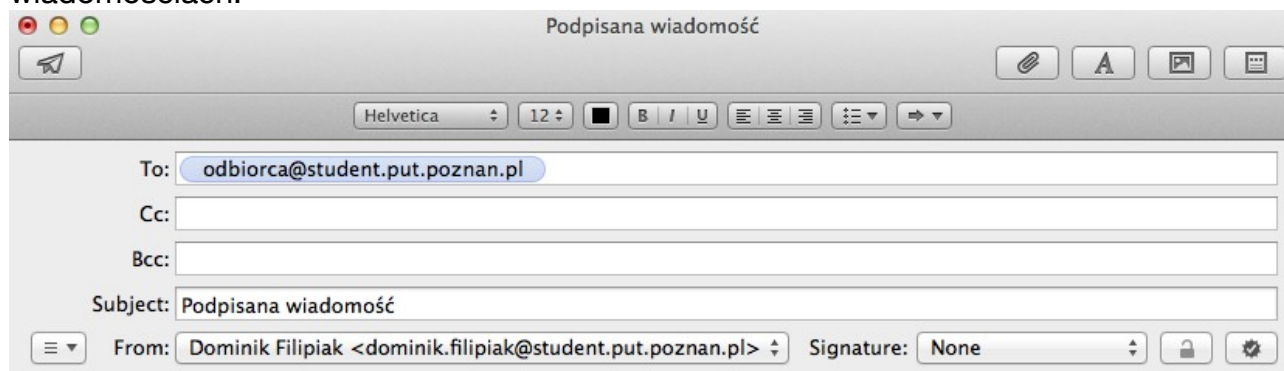 wiadomościach.
Podpisana wiadomość
A
Helvetica 12 B I U
To: odbiorca@student.put.poznan.pl
Cc:
Bcc:
Subject: Podpisana wiadomość
From: Dominik Filipiak <dominik.filipiak@student.put.poznan.pl> Signature: None